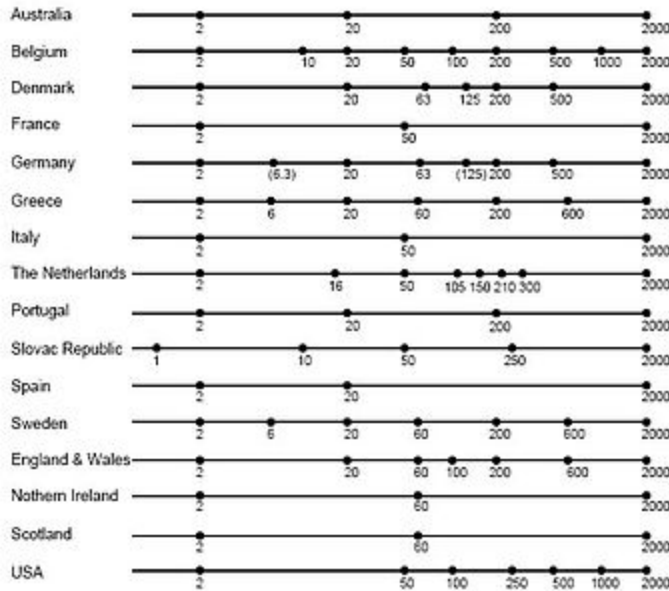 Australia 2 20 200 2000
Belgium 2 10 20 50 100 200 500 1000 2000
Denmark 2 20 63 125 200 500 2000
France 2 50 2000
Germany 2 (6.3) 20 63 (125) 200 500 2000
Greece 2 6 20 60 200 600 2000
Italy 2 50 2000
The Netherlands 2 16 50 105 150 210 300 2000
Portugal 2 20 200 2000
Slovac Republic 1 10 50 250 2000
Spain 2 20 2000
Sweden 2 6 20 60 200 600 2000
England & Wales 2 20 60 100 200 600 2000
Nothern Ireland 2 60 2000
Scotland 2 60 2000
USA 2 50 100 250 500 1000 2000